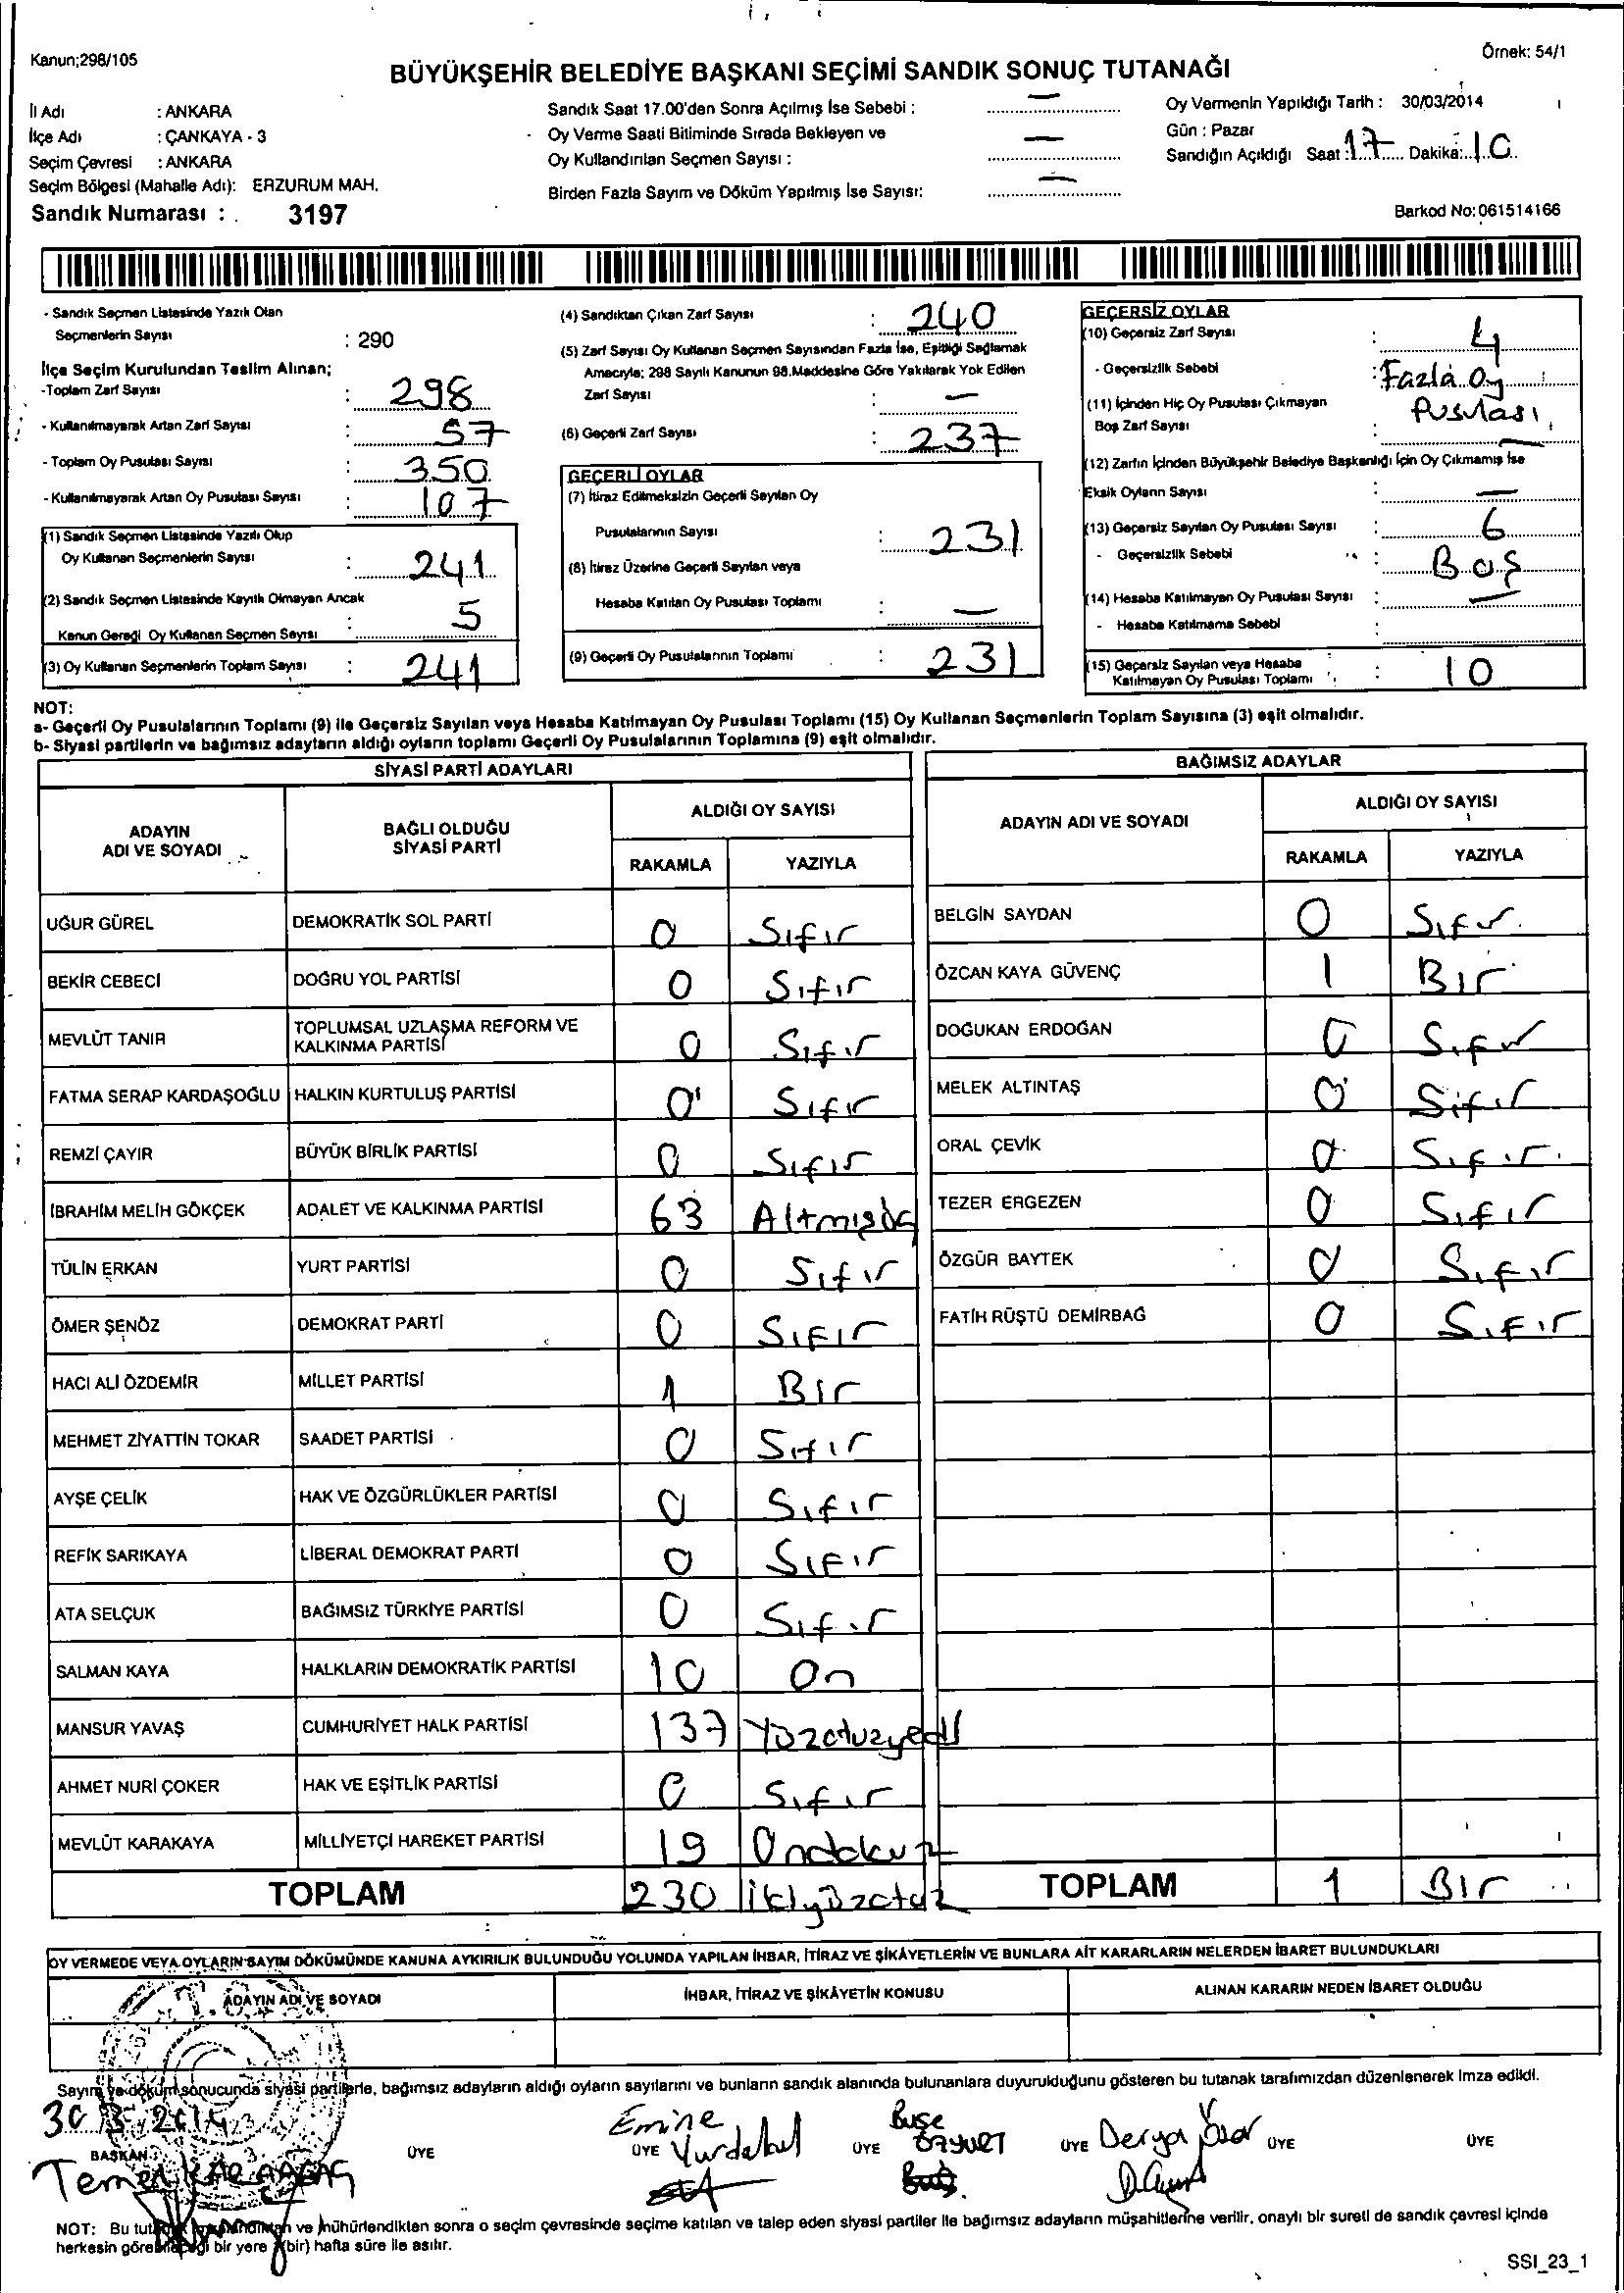 Kanun;298/105
Örnek: 54/1
BÜYÜKŞEHİR BELEDİYE BAŞKANI SEÇİMİ SANDIK SONUÇ TUTANAĞI
İl Adı : ANKARA
İlçe Adı : ÇANKAYA - 3
Seçim Çevresi : ANKARA
Seçim Bölgesi (Mahalle Adı): ERZURUM MAH.
Sandık Numarası : 3197
Sandık Saat 17.00'den Sonra Açılmış İse Sebebi : —
Oy Verme Saati Bitiminde Sırada Bekleyen ve
Oy Kullandırılan Seçmen Sayısı : —
Birden Fazla Sayım ve Döküm Yapılmış İse Sayısı: —
Oy Vermenin Yapıldığı Tarih : 30/03/2014
Gün : Pazar
Sandığın Açıldığı Saat : 17 Dakika: 10
Barkod No: 061514166
- Sandık Seçmen Listesinde Yazılı Olan
Seçmenlerin Sayısı : 290
İlçe Seçim Kurulundan Teslim Alınan;
-Toplam Zarf Sayısı : 298
- Kullanılmayarak Artan Zarf Sayısı : 57
- Toplam Oy Pusulası Sayısı : 350
- Kullanılmayarak Artan Oy Pusulası Sayısı : 107
(1) Sandık Seçmen Listesinde Yazılı Olup
Oy Kullanan Seçmenlerin Sayısı : 241
(2) Sandık Seçmen Listesinde Kayıtlı Olmayan Ancak
Kanun Gereği Oy Kullanan Seçmen Sayısı : 5
(3) Oy Kullanan Seçmenlerin Toplam Sayısı : 241
(4) Sandıktan Çıkan Zarf Sayısı : 240
(5) Zarf Sayısı Oy Kullanan Seçmen Sayısından Fazla İse, Eşitliği Sağlamak
Amacıyla; 298 Sayılı Kanunun 98.Maddesine Göre Yakılarak Yok Edilen
Zarf Sayısı : —
(6) Geçerli Zarf Sayısı : 237
GEÇERLİ OYLAR
(7) İtiraz Edilmeksizin Geçerli Sayılan Oy
Pusulalarının Sayısı : 231
(8) İtiraz Üzerine Geçerli Sayılan veya
Hesaba Katılan Oy Pusulası Toplamı : —
(9) Geçerli Oy Pusulalarının Toplamı : 231
GEÇERSİZ OYLAR
(10) Geçersiz Zarf Sayısı : 4
- Geçersizlik Sebebi : Fazla Oy
Pusulası
(11) İçinden Hiç Oy Pusulası Çıkmayan
Boş Zarf Sayısı : —
(12) Zarfın İçinden Büyükşehir Belediye Başkanlığı İçin Oy Çıkmamış İse
Eksik Oyların Sayısı : —
(13) Geçersiz Sayılan Oy Pusulası Sayısı : 6
- Geçersizlik Sebebi : Boş
(14) Hesaba Katılmayan Oy Pusulası Sayısı : —
- Hesaba Katılmama Sebebi :
(15) Geçersiz Sayılan veya Hesaba
Katılmayan Oy Pusulası Toplamı : 10
NOT:
a- Geçerli Oy Pusulalarının Toplamı (9) ile Geçersiz Sayılan veya Hesaba Katılmayan Oy Pusulası Toplamı (15) Oy Kullanan Seçmenlerin Toplam Sayısına (3) eşit olmalıdır.
b- Siyasi partilerin ve bağımsız adayların aldığı oyların toplamı Geçerli Oy Pusulalarının Toplamına (9) eşit olmalıdır.
SİYASİ PARTİ ADAYLARI
ADAYIN ADI VE SOYADI BAĞLI OLDUĞU SİYASİ PARTİ ALDIĞI OY SAYISI
RAKAMLA YAZIYLA
UĞUR GÜREL DEMOKRATİK SOL PARTİ 0 Sıfır
BEKİR CEBECİ DOĞRU YOL PARTİSİ 0 Sıfır
MEVLÜT TANIR TOPLUMSAL UZLAŞMA REFORM VE KALKINMA PARTİSİ 0 Sıfır
FATMA SERAP KARDAŞOĞLU HALKIN KURTULUŞ PARTİSİ 0 Sıfır
REMZİ ÇAYIR BÜYÜK BİRLİK PARTİSİ 0 Sıfır
İBRAHİM MELİH GÖKÇEK ADALET VE KALKINMA PARTİSİ 63 Altmışüç
TÜLİN ERKAN YURT PARTİSİ 0 Sıfır
ÖMER ŞENÖZ DEMOKRAT PARTİ 0 Sıfır
HACI ALİ ÖZDEMİR MİLLET PARTİSİ 1 Bir
MEHMET ZİYATTİN TOKAR SAADET PARTİSİ 0 Sıfır
AYŞE ÇELİK HAK VE ÖZGÜRLÜKLER PARTİSİ 0 Sıfır
REFİK SARIKAYA LİBERAL DEMOKRAT PARTİ 0 Sıfır
ATA SELÇUK BAĞIMSIZ TÜRKİYE PARTİSİ 0 Sıfır
SALMAN KAYA HALKLARIN DEMOKRATİK PARTİSİ 10 On
MANSUR YAVAŞ CUMHURİYET HALK PARTİSİ 137 Yüzotuzyedi
AHMET NURİ ÇOKER HAK VE EŞİTLİK PARTİSİ 0 Sıfır
MEVLÜT KARAKAYA MİLLİYETÇİ HAREKET PARTİSİ 19 Ondokuz
TOPLAM 230 İkiyüzotuz
BAĞIMSIZ ADAYLAR
ADAYIN ADI VE SOYADI ALDIĞI OY SAYISI
RAKAMLA YAZIYLA
BELGİN SAYDAN 0 Sıfır
ÖZCAN KAYA GÜVENÇ 1 Bir
DOĞUKAN ERDOĞAN 0 Sıfır
MELEK ALTINTAŞ 0 Sıfır
ORAL ÇEVİK 0 Sıfır
TEZER ERGEZEN 0 Sıfır
ÖZGÜR BAYTEK 0 Sıfır
FATİH RÜŞTÜ DEMİRBAĞ 0 Sıfır
TOPLAM 1 Bir
OY VERMEDE VEYA OYLARIN SAYIM DÖKÜMÜNDE KANUNA AYKIRILIK BULUNDUĞU YOLUNDA YAPILAN İHBAR, İTİRAZ VE ŞİKÂYETLERİN VE BUNLARA AİT KARARLARIN NELERDEN İBARET BULUNDUKLARI
ADAYIN ADI VE SOYADI İHBAR, İTİRAZ VE ŞİKÂYETİN KONUSU ALINAN KARARIN NEDEN İBARET OLDUĞU
Sayım ve döküm sonucunda siyasi partilerle, bağımsız adayların aldığı oyların sayılarını ve bunların sandık alanında bulunanlara duyurulduğunu gösteren bu tutanak tarafımızdan düzenlenerek imza edildi.
30/3/2014
BAŞKAN ÜYE ÜYE Emine Yurdakul ÜYE Buse ÖZYURT ÜYE Derya ÜYE ÜYE
Temel
NOT: Bu tutanak ve mühürlendikten sonra o seçim çevresinde seçime katılan ve talep eden siyasi partiler ile bağımsız adayların müşahitlerine verilir, onaylı bir sureti de sandık çevresi içinde
herkesin görebileceği bir yere (bir) hafta süre ile asılır.
SSI_23_1